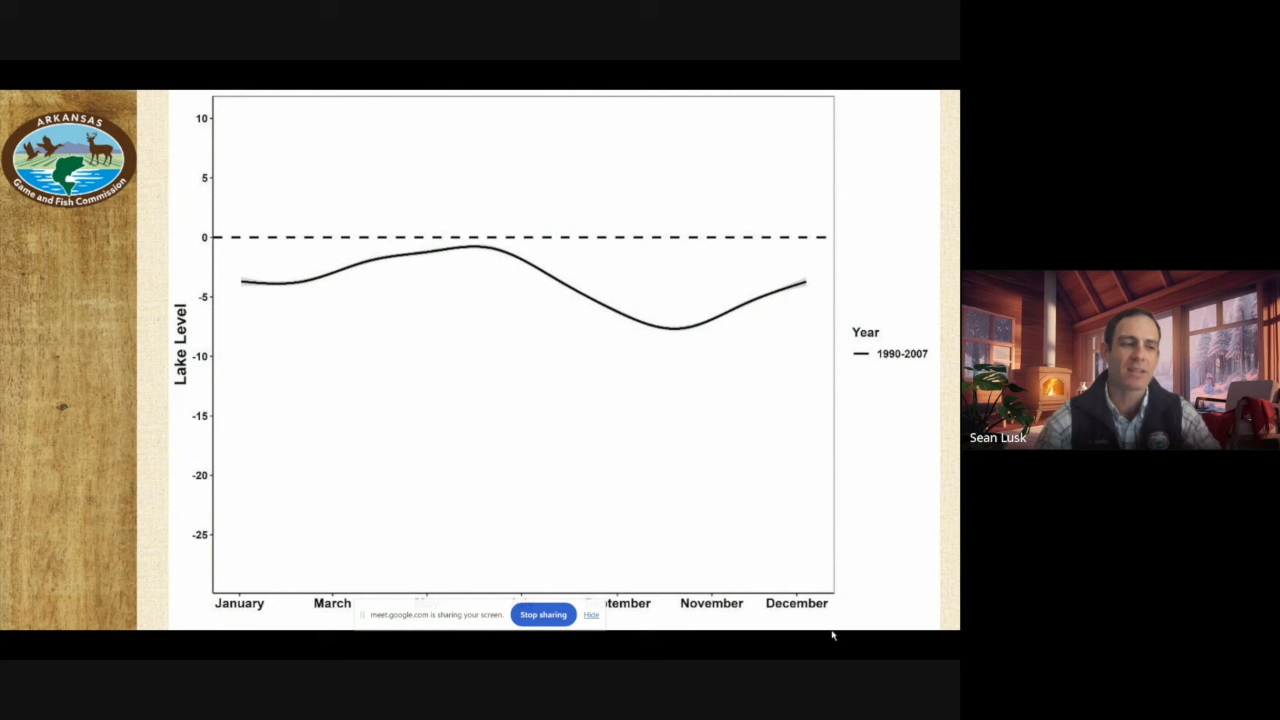 ARKANSAS
Game and Fish Commission
10
5
0
-5
-10
-15
-20
-25
Lake Level
January
March
November
December
Year
1990-2007
meet.google.com is sharing your screen.
Stop sharing
Hide
Sean Lusk